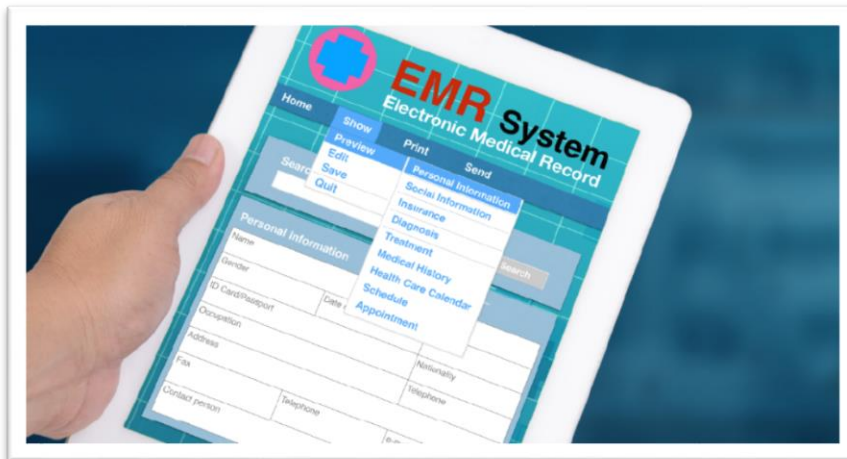 EMR System
Electronic Medical Record
Home Show Print Send
Preview
Edit
Save
Quit
Personal Information
Social Information
Insurance
Diagnosis
Treatment
Medical History
Health Care Calendar
Schedule
Appointment
Search
Personal Information
Name
Gender
ID Card/Passport
Date
Occupation
Nationality
Address
Telephone
Fax
Contact person
Telephone